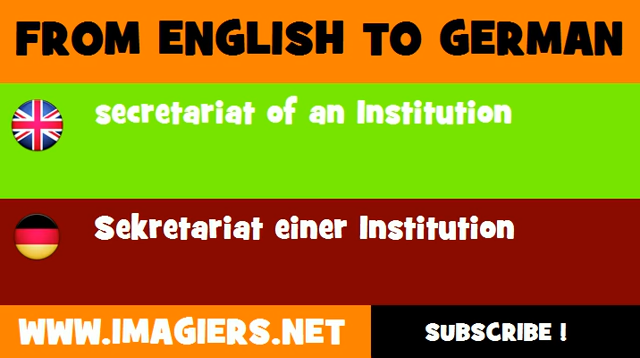 FROM ENGLISH TO GERMAN
secretariat of an Institution
Sekretariat einer Institution
WWW.IMAGIERS.NET
SUBSCRIBE !